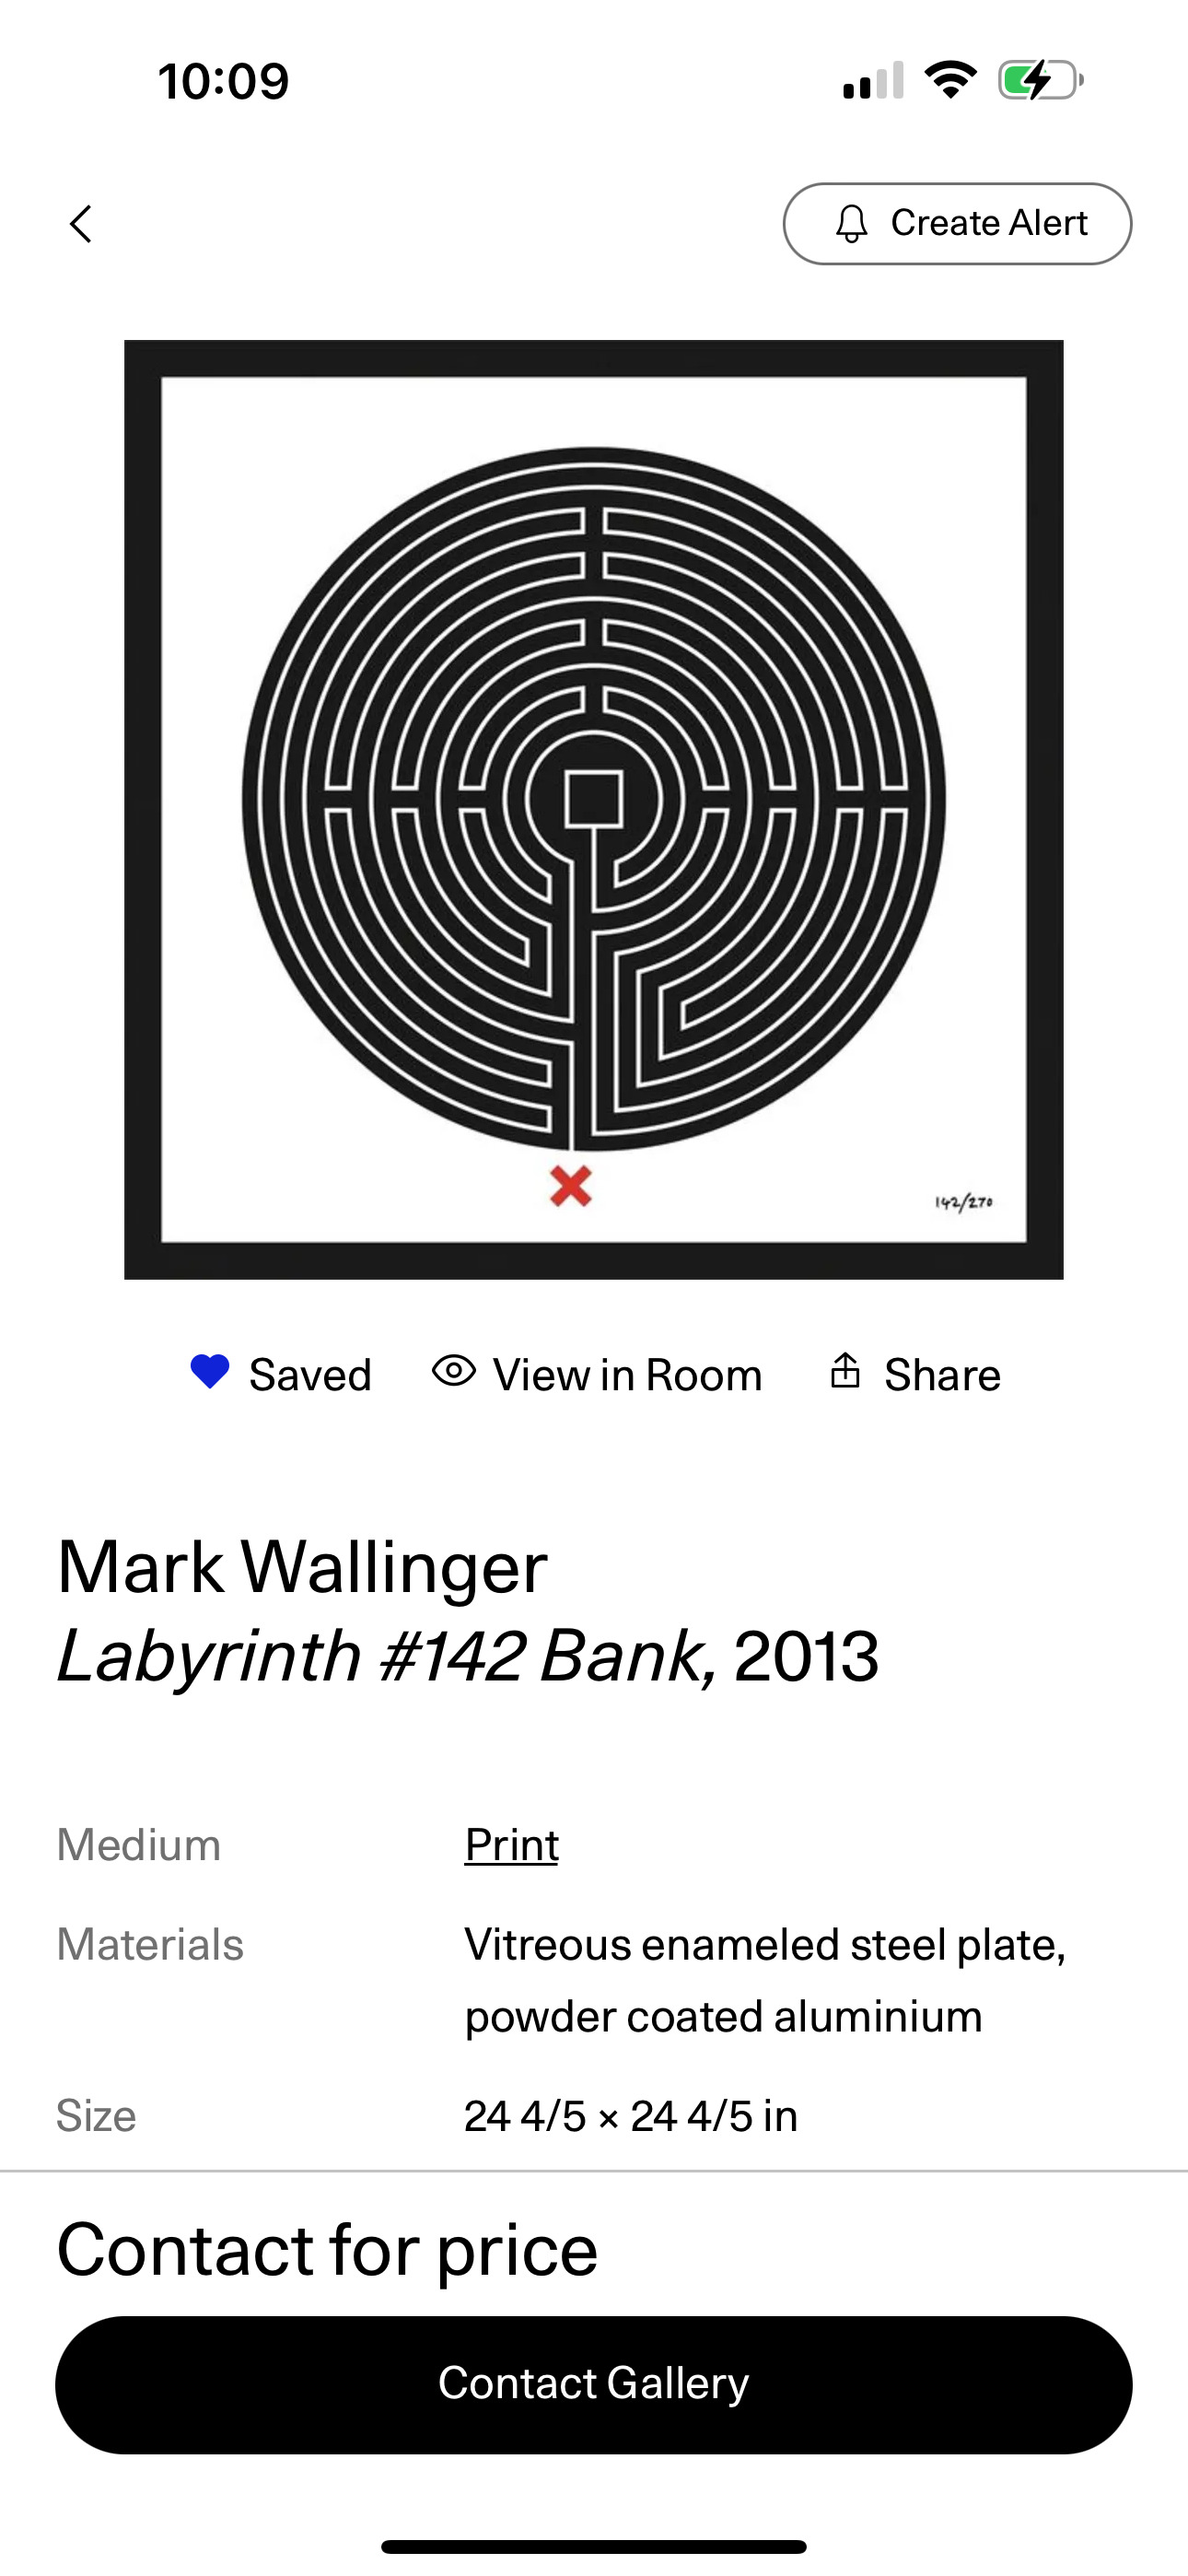 10:09
Create Alert
142/270
Saved
View in Room
Share
Mark Wallinger
Labyrinth #142 Bank, 2013
Medium
Print
Materials
Vitreous enameled steel plate,
powder coated aluminium
Size
24 4/5 × 24 4/5 in
Contact for price
Contact Gallery